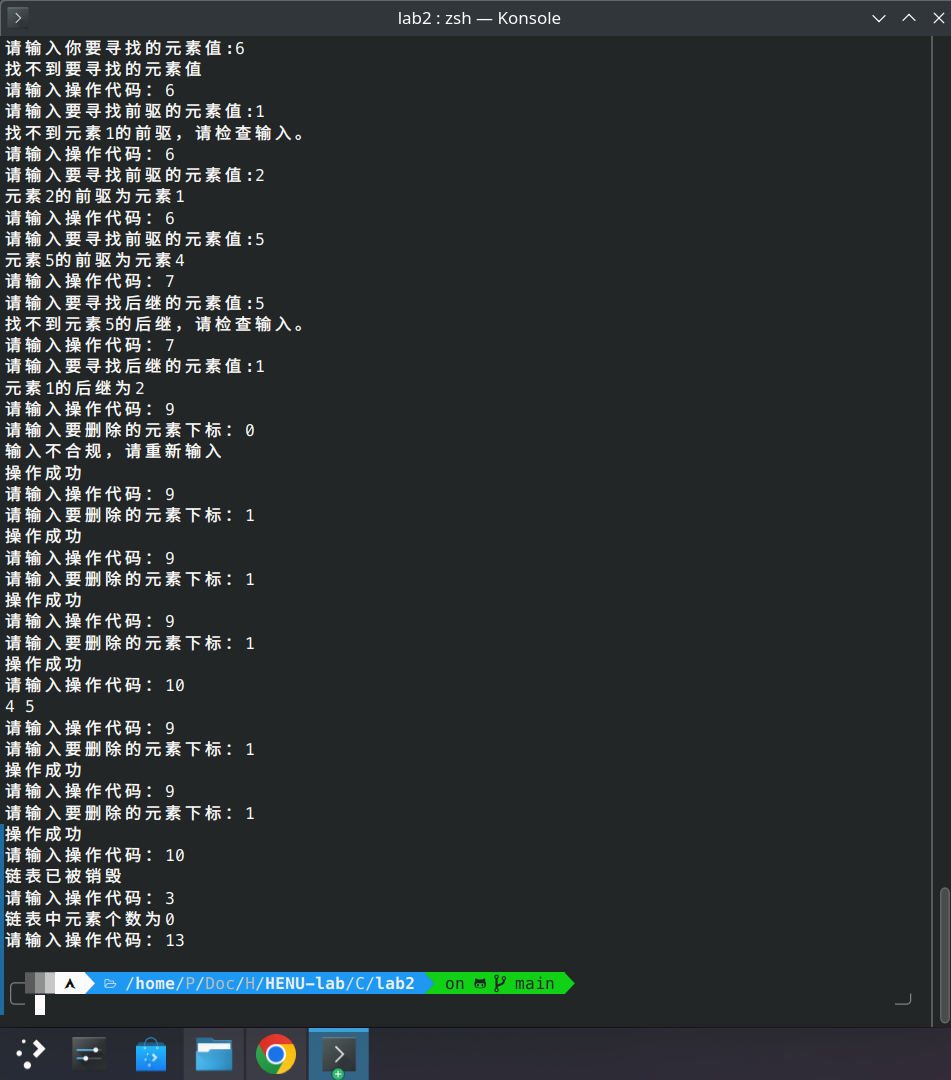 lab2 : zsh — Konsole
请输入你要寻找的元素值:6
找不到要寻找的元素值
请输入操作代码：6
请输入要寻找前驱的元素值:1
找不到元素1的前驱，请检查输入。
请输入操作代码：6
请输入要寻找前驱的元素值:2
元素2的前驱为元素1
请输入操作代码：6
请输入要寻找前驱的元素值:5
元素5的前驱为元素4
请输入操作代码：7
请输入要寻找后继的元素值:5
找不到元素5的后继，请检查输入。
请输入操作代码：7
请输入要寻找后继的元素值:1
元素1的后继为2
请输入操作代码：9
请输入要删除的元素下标：0
输入不合规，请重新输入
操作成功
请输入操作代码：9
请输入要删除的元素下标：1
操作成功
请输入操作代码：9
请输入要删除的元素下标：1
操作成功
请输入操作代码：9
请输入要删除的元素下标：1
操作成功
请输入操作代码：10
4 5
请输入操作代码：9
请输入要删除的元素下标：1
操作成功
请输入操作代码：9
请输入要删除的元素下标：1
操作成功
请输入操作代码：10
链表已被销毁
请输入操作代码：3
链表中元素个数为0
请输入操作代码：13
/home/P/Doc/H/HENU-lab/C/lab2 on main